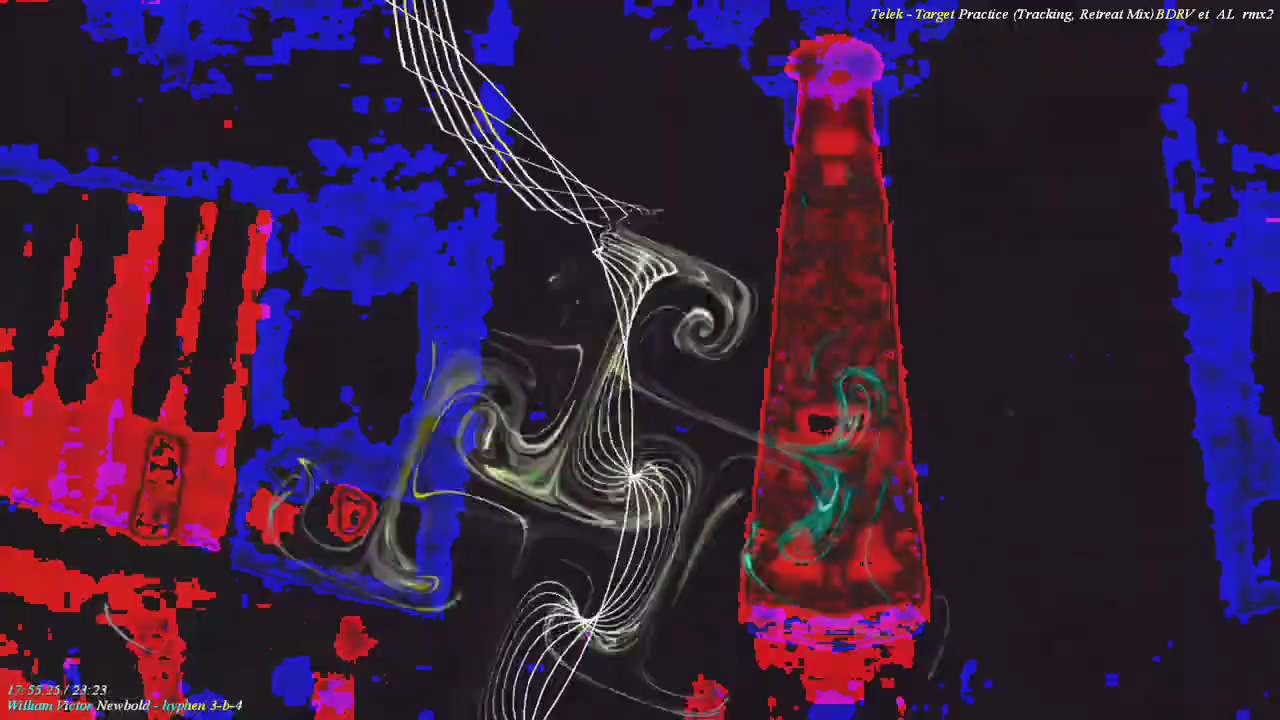 Telek - Target Practice (Tracking, Retreat Mix) BDRV et AL rmx2
17:55.25 / 23:23
William Victor Newbold - hyphen 3-b-4